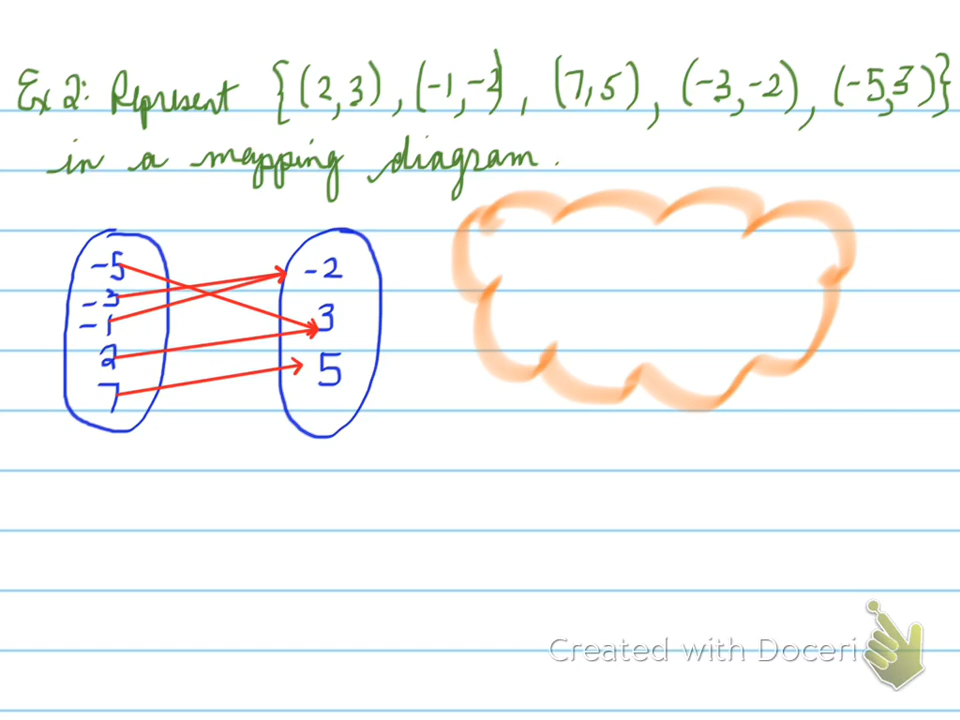 Ex 2: Represent {(2,3), (-1,-2), (7,5), (-3,-2), (-5,3)}
in a mapping diagram.
-5
-3
-1
2
7
-2
3
5
Created with Doceri